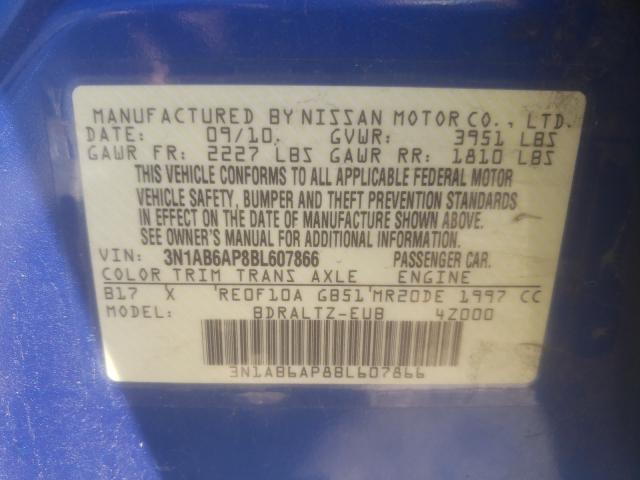 MANUFACTURED BY NISSAN MOTOR CO., LTD.
DATE: 09/10. GVWR: 3951 LBS
GAWR FR: 2227 LBS GAWR RR: 1810 LBS
THIS VEHICLE CONFORMS TO ALL APPLICABLE FEDERAL MOTOR
VEHICLE SAFETY, BUMPER AND THEFT PREVENTION STANDARDS
IN EFFECT ON THE DATE OF MANUFACTURE SHOWN ABOVE.
SEE OWNER'S MANUAL FOR ADDITIONAL INFORMATION.
VIN: 3N1AB6AP8BL607866 PASSENGER CAR.
COLOR TRIM TRANS AXLE ENGINE
B17 X RE0F10A GB51 MR20DE 1997 CC
MODEL: BDRALTZ-EUB 4Z000
3N1AB6AP8BL607866